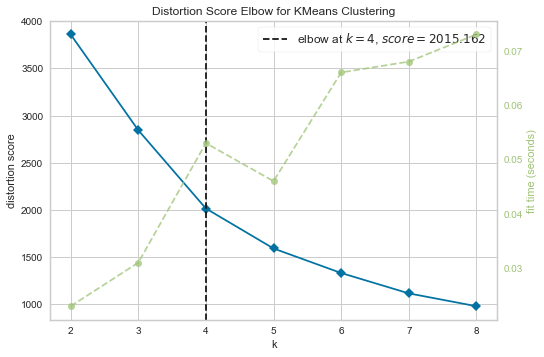 Distortion Score Elbow for KMeans Clustering
elbow at k = 4, score = 2015.162
distortion score
4000
3500
3000
2500
2000
1500
1000
0.07
0.06
0.05
0.04
0.03
fit time (seconds)
2 3 4 5 6 7 8
k